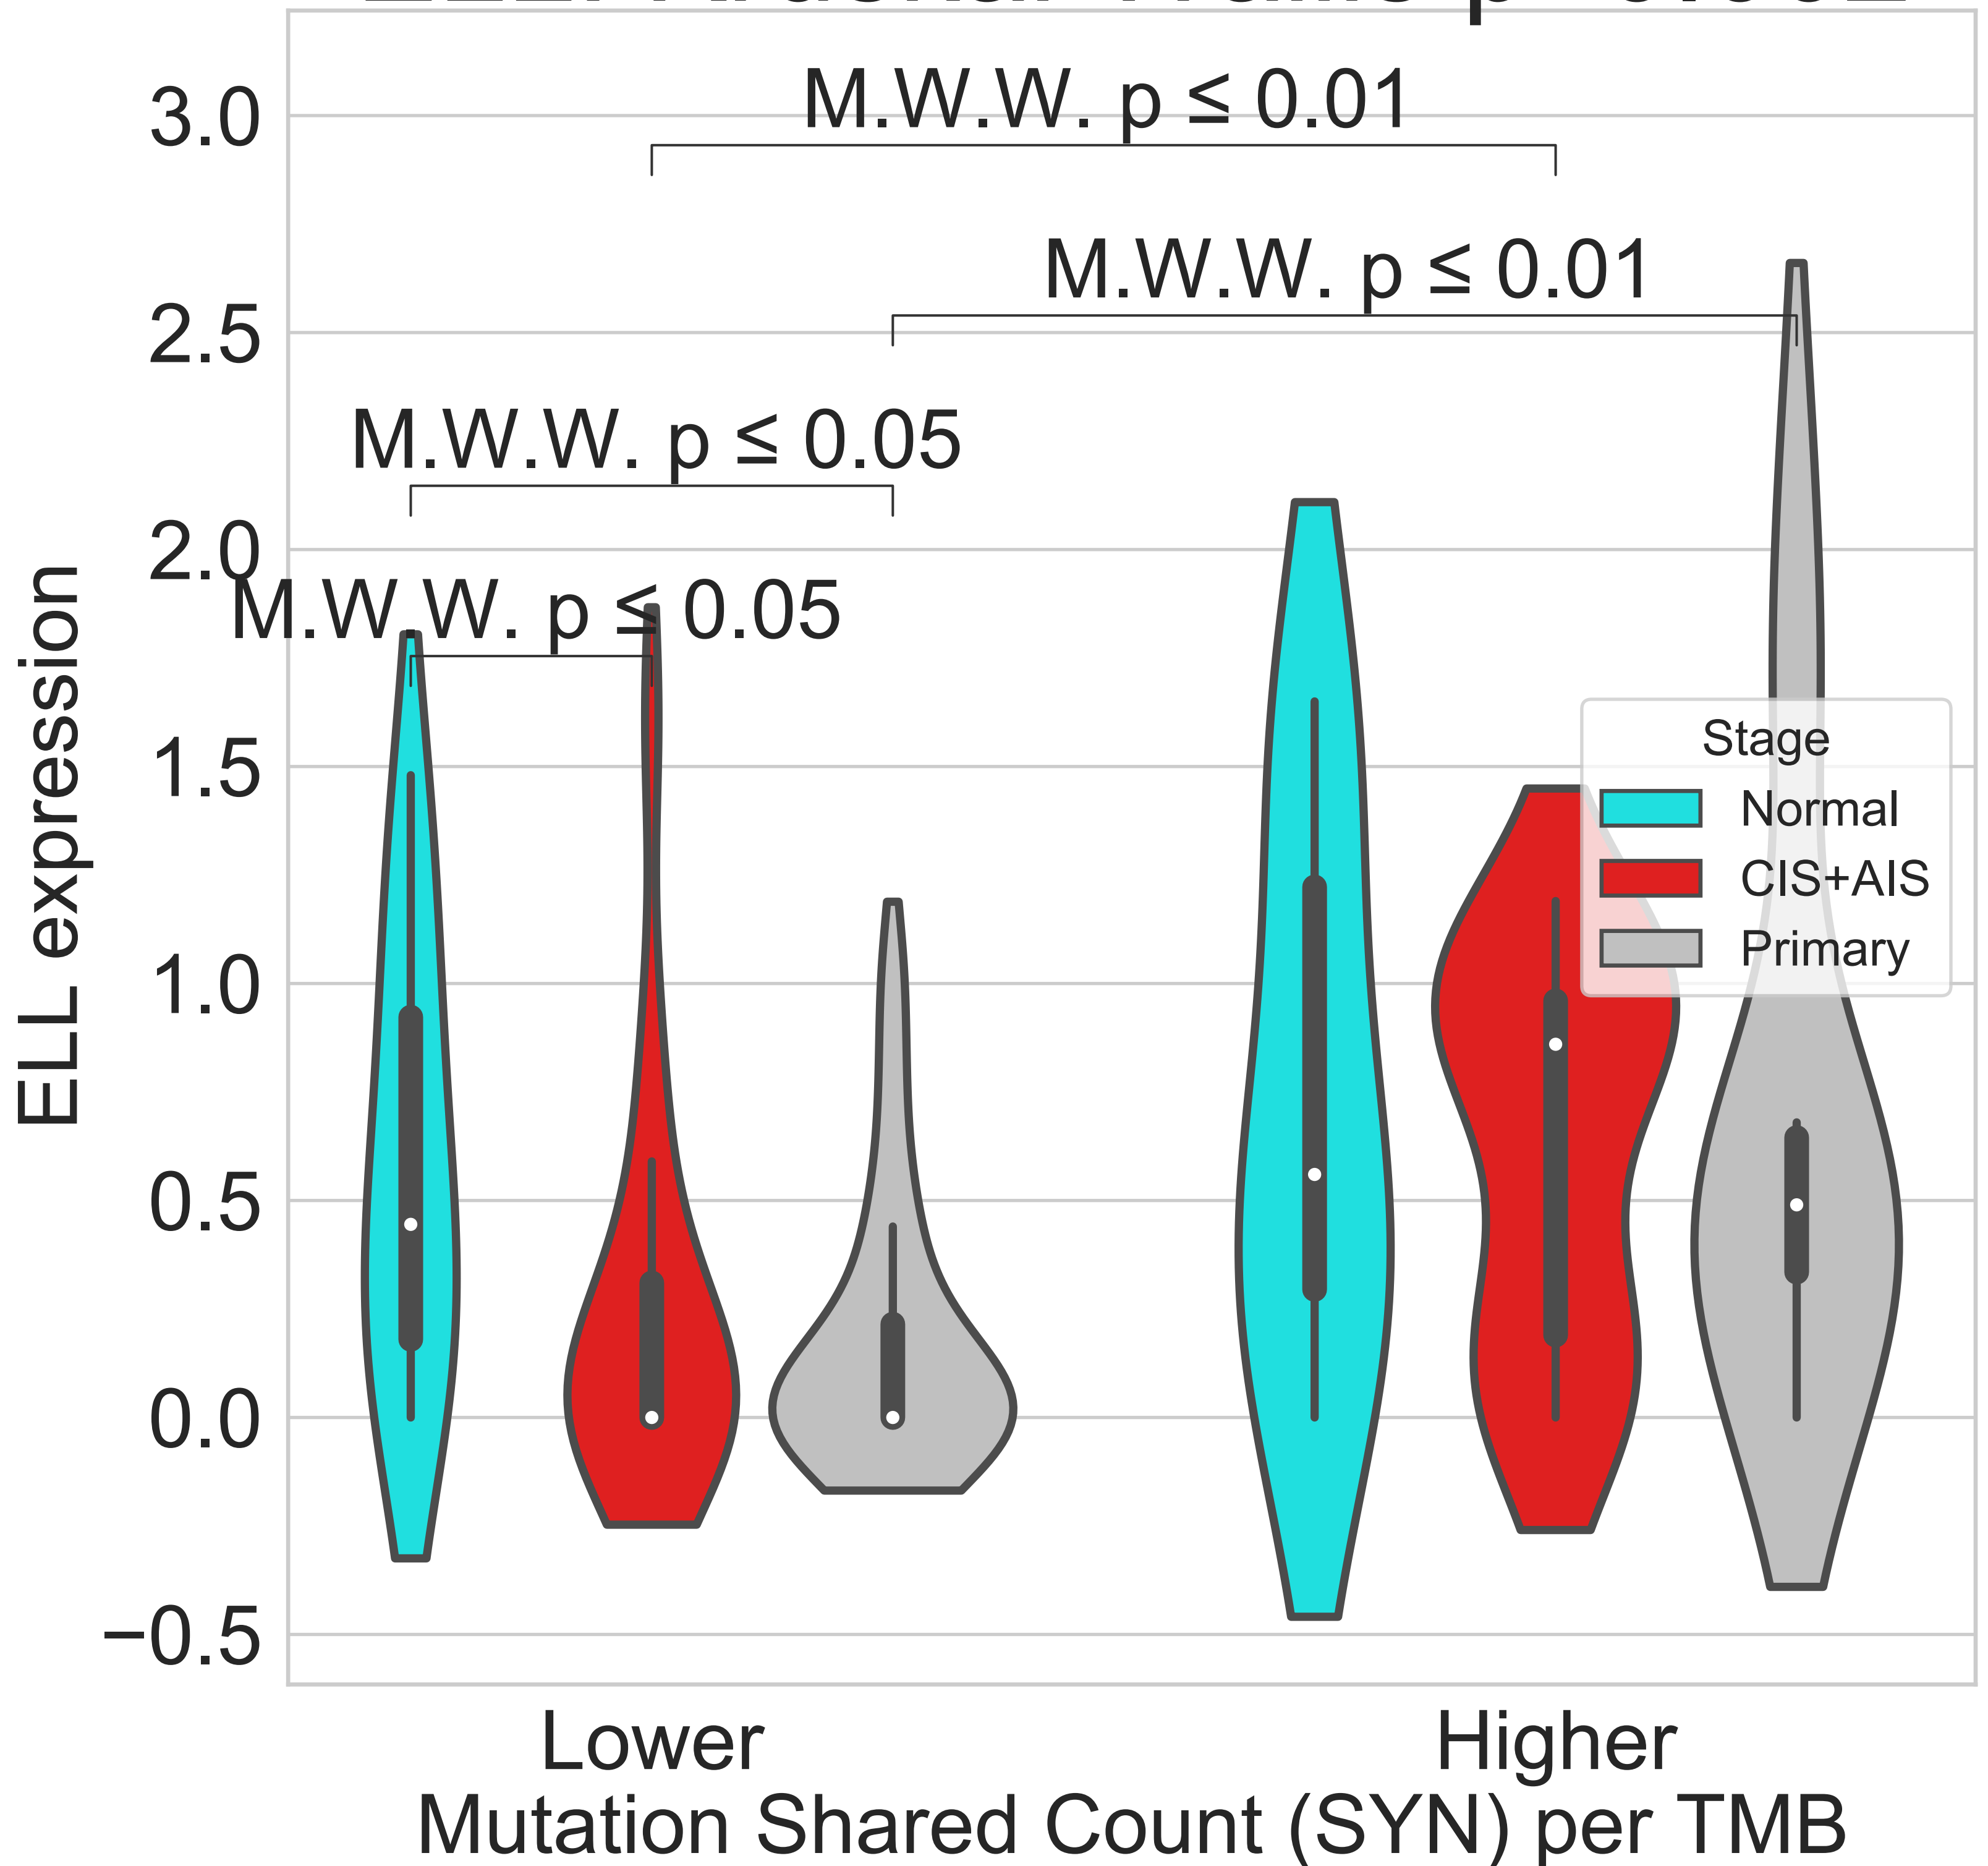 M.W.W. p ≤ 0.01
M.W.W. p ≤ 0.01
M.W.W. p ≤ 0.05
M.W.W. p ≤ 0.05
3.0
2.5
2.0
1.5
1.0
0.5
0.0
−0.5
ELL expression
Stage
Normal
CIS+AIS
Primary
Lower
Higher
Mutation Shared Count (SYN) per TMB